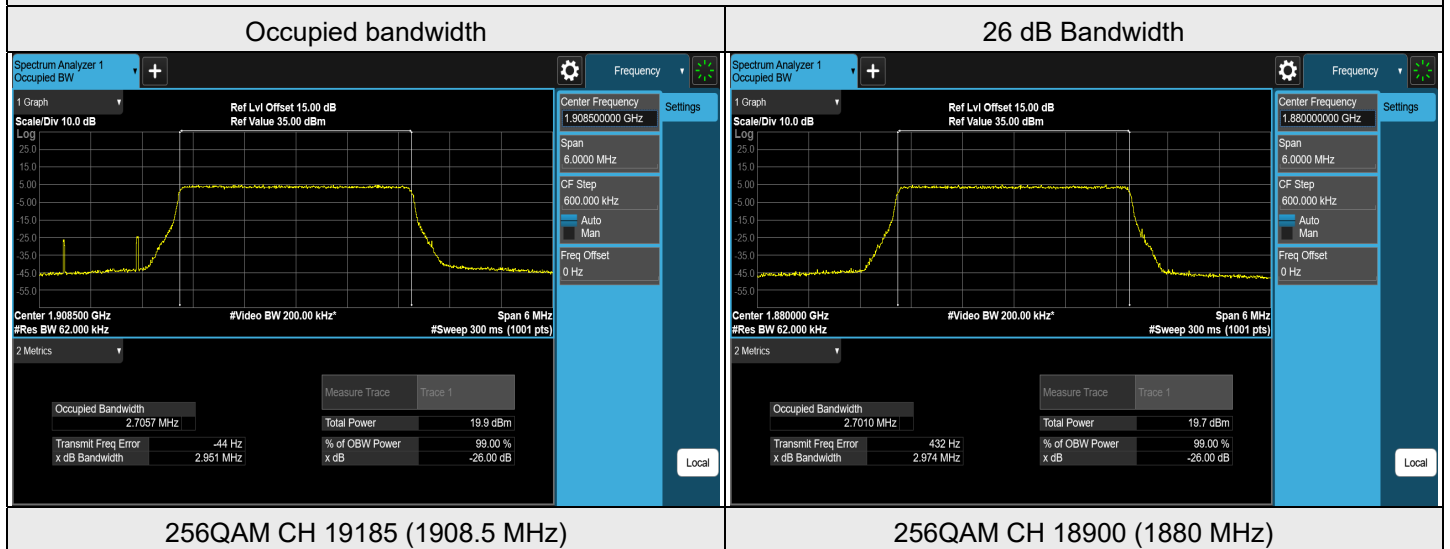 Occupied bandwidth
26 dB Bandwidth
Spectrum Analyzer 1
Occupied BW
+
Frequency
1 Graph
Ref Lvl Offset 15.00 dB
Scale/Div 10.0 dB
Ref Value 35.00 dBm
Log
25.0
15.0
5.00
-5.00
-15.0
-25.0
-35.0
-45.0
-55.0
Center 1.908500 GHz
#Video BW 200.00 kHz*
Span 6 MHz
#Res BW 62.000 kHz
#Sweep 300 ms (1001 pts)
Center Frequency
1.908500000 GHz
Settings
Span
6.0000 MHz
CF Step
600.000 kHz
Auto
Man
Freq Offset
0 Hz
Local
2 Metrics
Measure Trace Trace 1
Occupied Bandwidth
2.7057 MHz
Total Power 19.9 dBm
Transmit Freq Error -44 Hz
% of OBW Power 99.00 %
x dB Bandwidth 2.951 MHz
x dB -26.00 dB
Spectrum Analyzer 1
Occupied BW
+
Frequency
1 Graph
Ref Lvl Offset 15.00 dB
Scale/Div 10.0 dB
Ref Value 35.00 dBm
Log
25.0
15.0
5.00
-5.00
-15.0
-25.0
-35.0
-45.0
-55.0
Center 1.880000 GHz
#Video BW 200.00 kHz*
Span 6 MHz
#Res BW 62.000 kHz
#Sweep 300 ms (1001 pts)
Center Frequency
1.880000000 GHz
Settings
Span
6.0000 MHz
CF Step
600.000 kHz
Auto
Man
Freq Offset
0 Hz
Local
2 Metrics
Measure Trace Trace 1
Occupied Bandwidth
2.7010 MHz
Total Power 19.7 dBm
Transmit Freq Error 432 Hz
% of OBW Power 99.00 %
x dB Bandwidth 2.974 MHz
x dB -26.00 dB
256QAM CH 19185 (1908.5 MHz)
256QAM CH 18900 (1880 MHz)